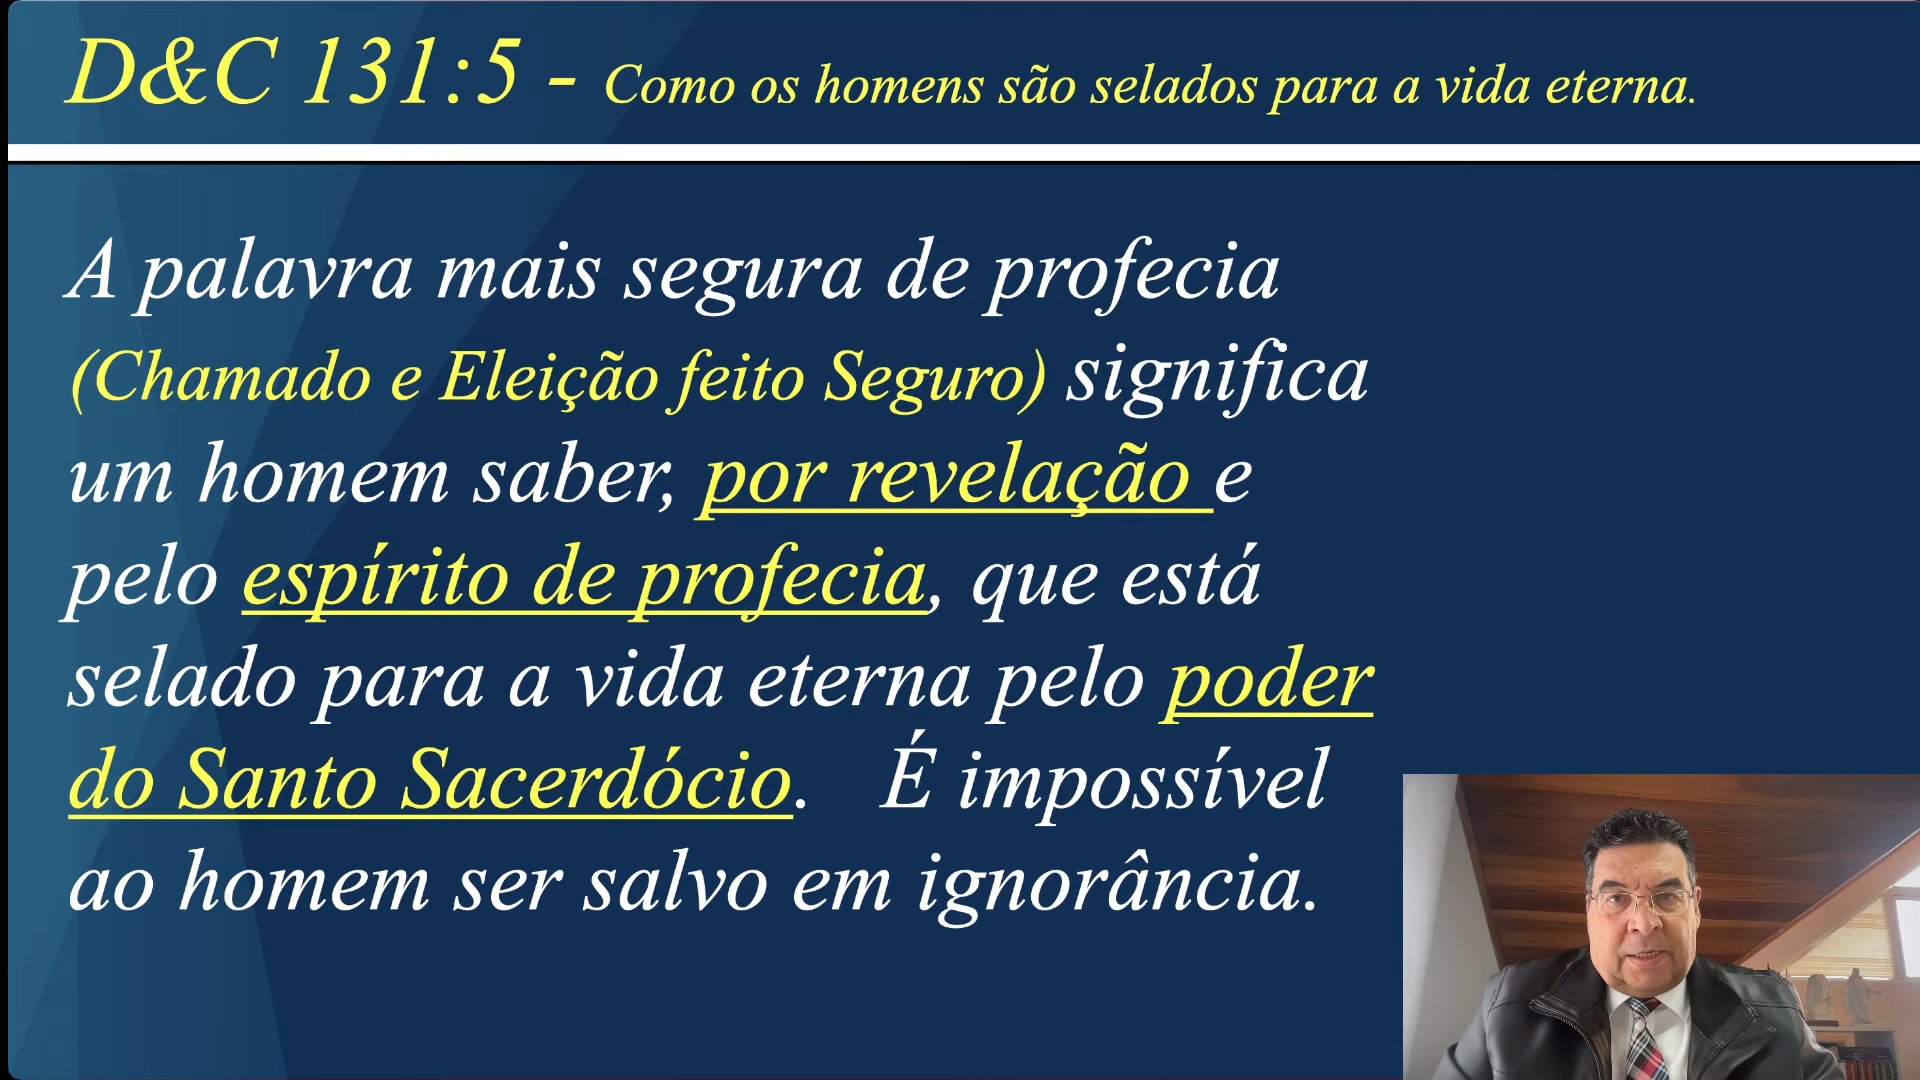 D&C 131:5 - Como os homens são selados para a vida eterna.
A palavra mais segura de profecia
(Chamado e Eleição feito Seguro) significa
um homem saber, por revelação e
pelo espírito de profecia, que está
selado para a vida eterna pelo poder
do Santo Sacerdócio. É impossível
ao homem ser salvo em ignorância.